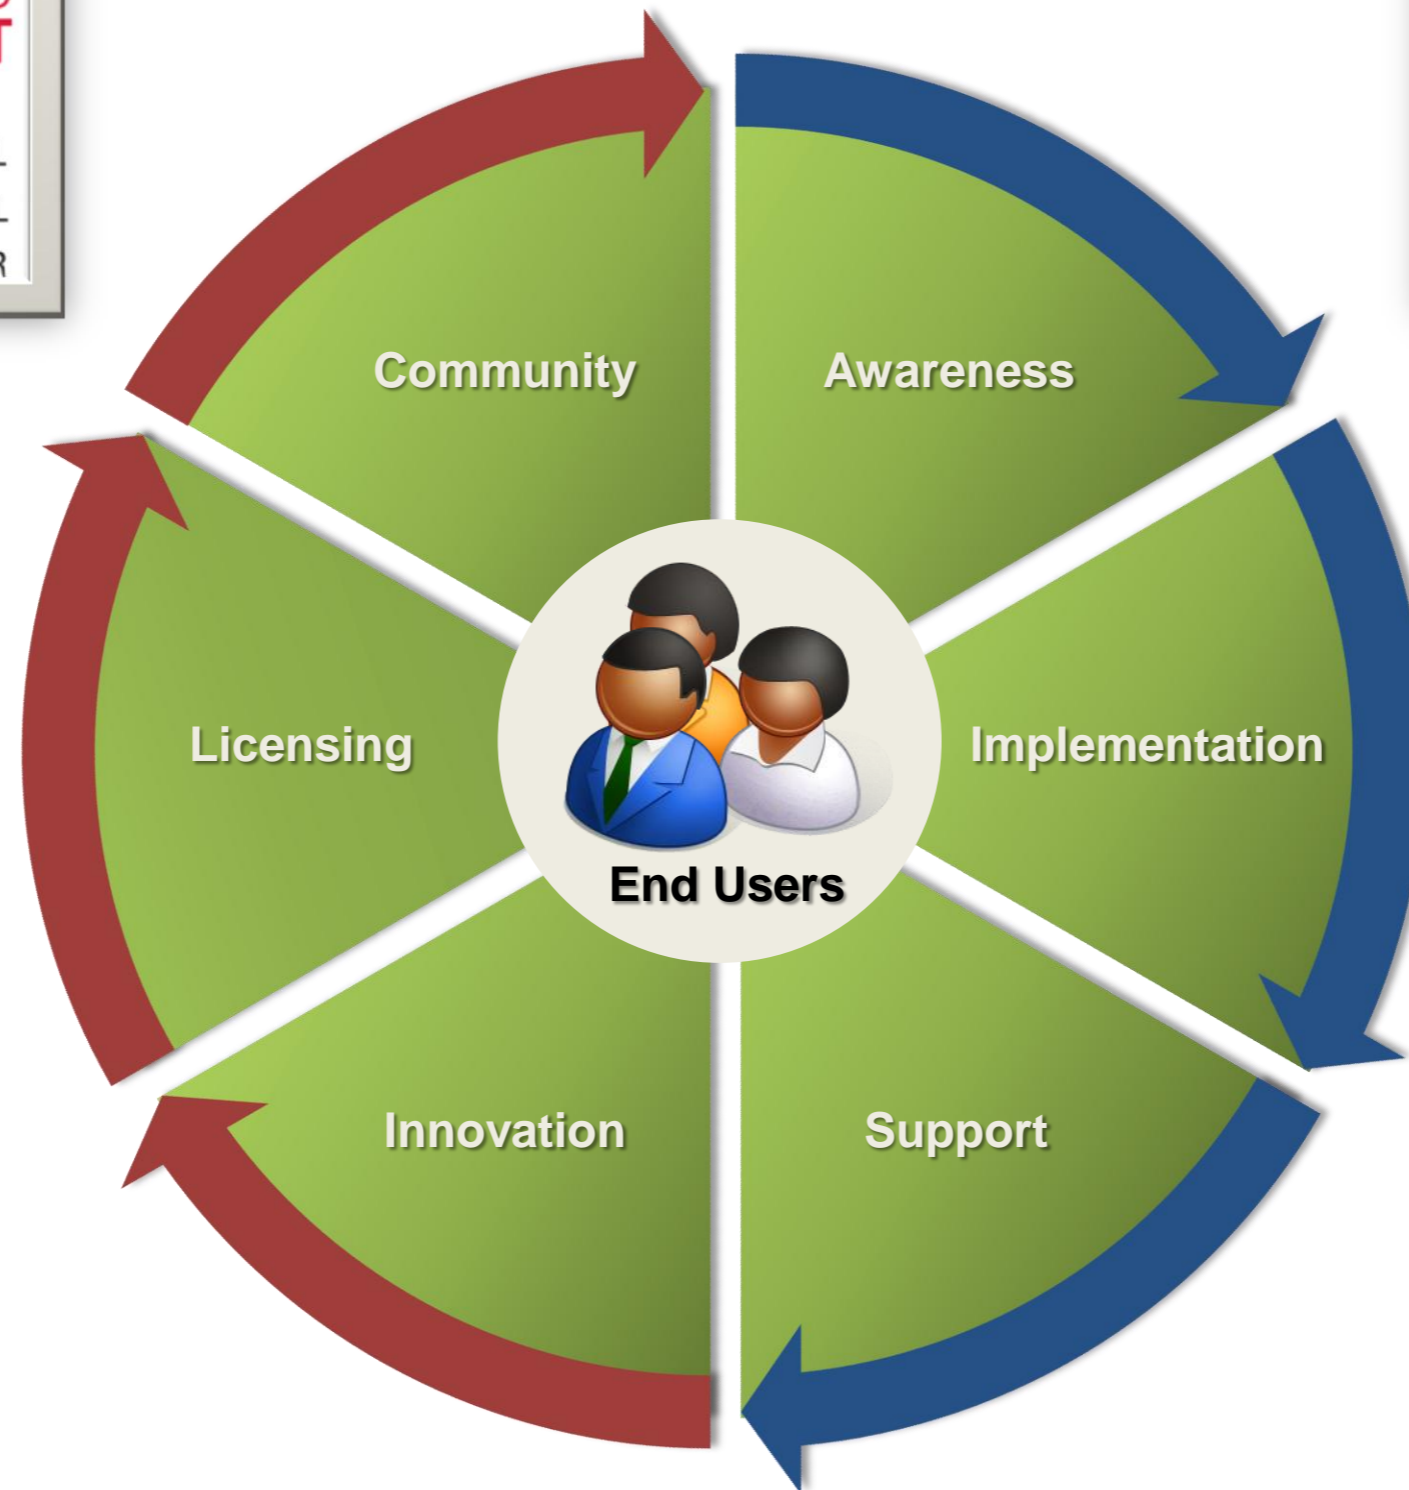 Community
Awareness
Licensing
Implementation
End Users
Innovation
Support